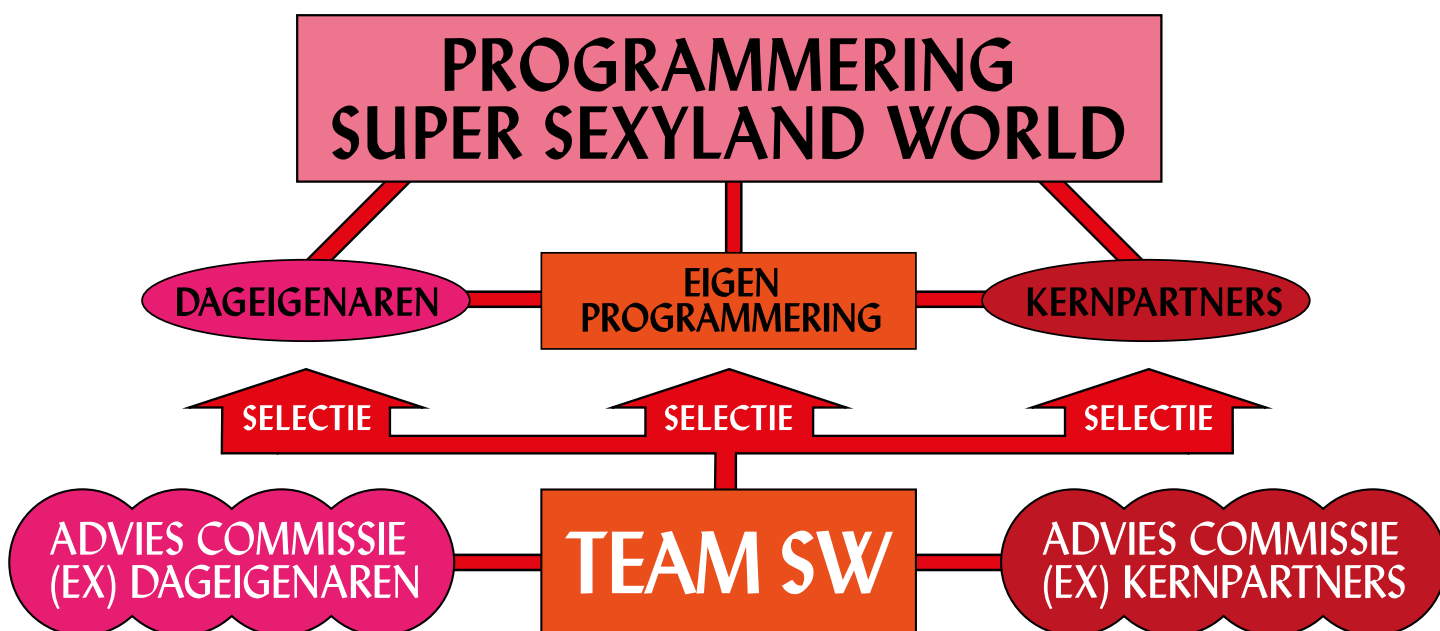 PROGRAMMERING
SUPER SEXYLAND WORLD
DAGEIGENAREN
EIGEN
PROGRAMMERING
KERNPARTNERS
SELECTIE
SELECTIE
SELECTIE
ADVIES COMMISSIE
(EX) DAGEIGENAREN
TEAM SW
ADVIES COMMISSIE
(EX) KERNPARTNERS